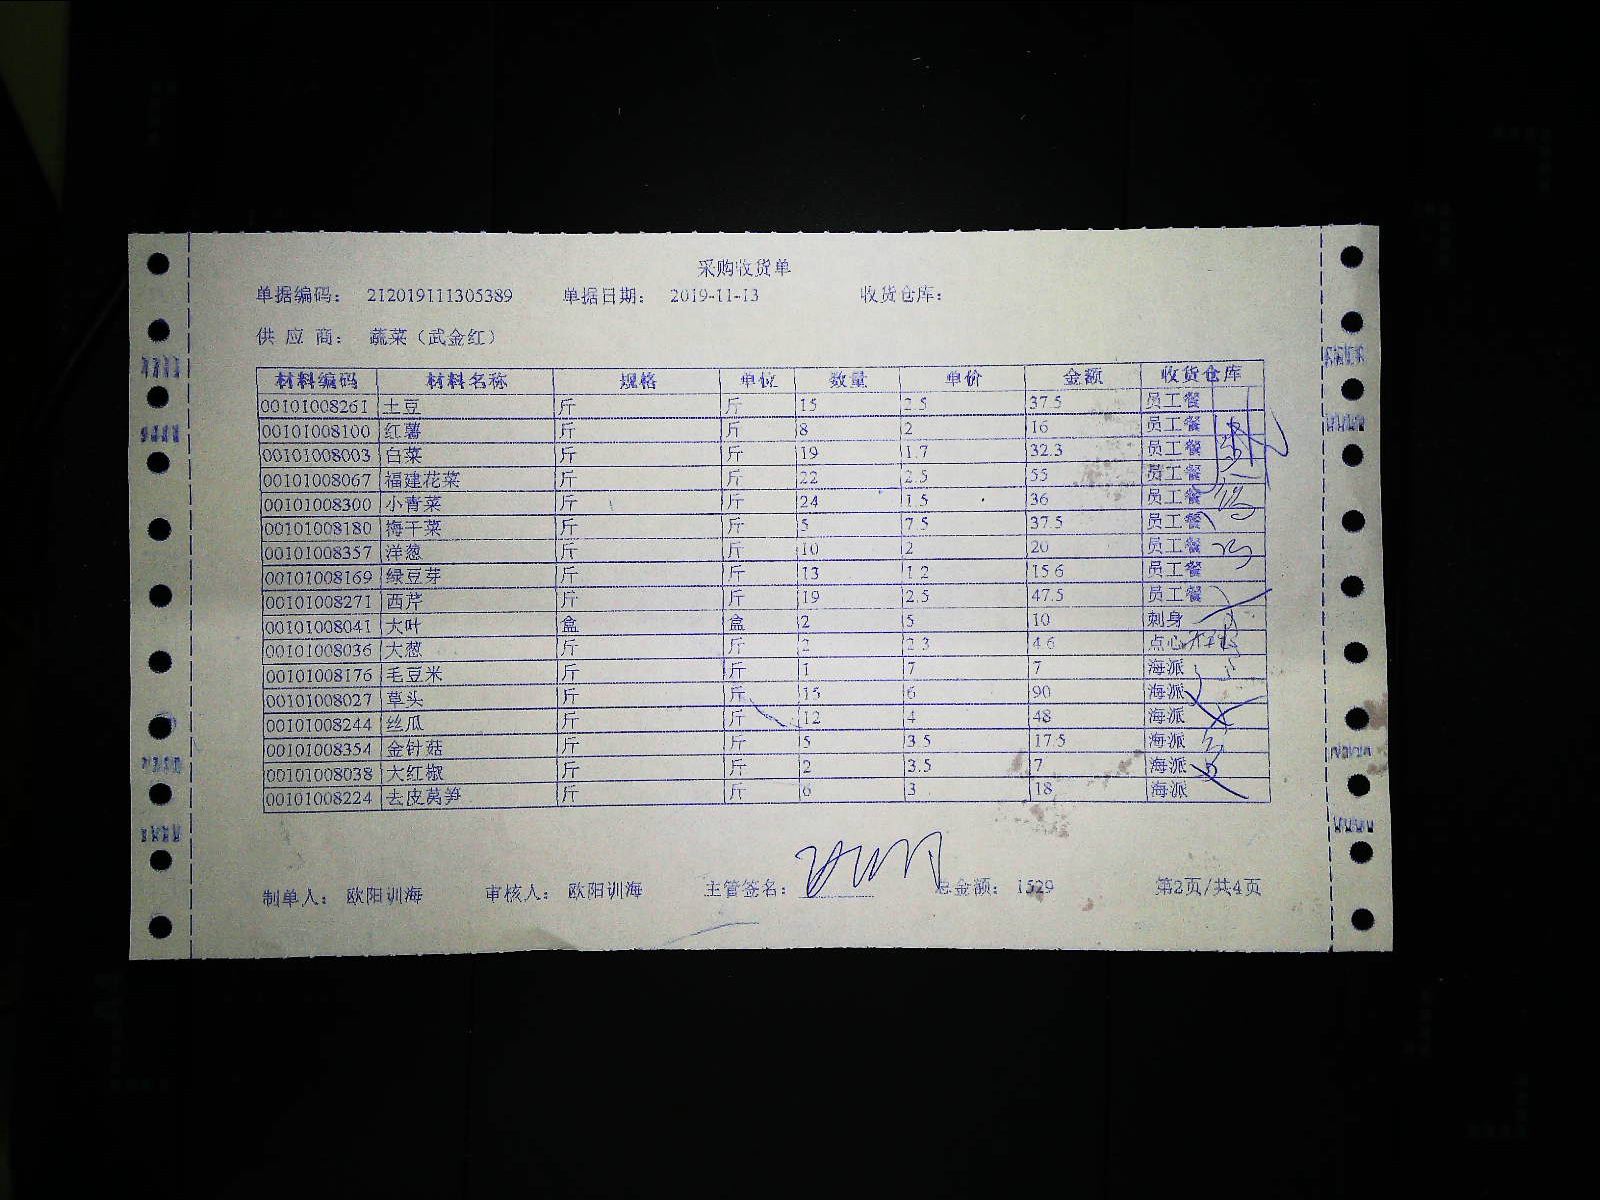 采购收货单
单据编码： 212019111305389 单据日期： 2019-11-13 收货仓库：
供 应 商： 蔬菜（武金红）
材料编码 材料名称 规格 单位 数量 单价 金额 收货仓库
00101008261 土豆 斤 斤 15 2.5 37.5 员工餐
00101008100 红薯 斤 斤 8 2 16 员工餐
00101008003 白菜 斤 斤 19 1.7 32.3 员工餐
00101008067 福建花菜 斤 斤 22 2.5 55 员工餐
00101008300 小青菜 斤 斤 24 1.5 36 员工餐
00101008180 梅干菜 斤 斤 5 7.5 37.5 员工餐
00101008357 洋葱 斤 斤 10 2 20 员工餐
00101008169 绿豆芽 斤 斤 13 1.2 15.6 员工餐
00101008271 西芹 斤 斤 19 2.5 47.5 员工餐
00101008041 大叶 盒 盒 2 5 10 刺身
00101008036 大葱 斤 斤 2 2.3 4.6 点心
00101008176 毛豆米 斤 斤 1 7 7 海派
00101008027 草头 斤 斤 15 6 90 海派
00101008244 丝瓜 斤 斤 12 4 48 海派
00101008354 金针菇 斤 斤 5 3.5 17.5 海派
00101008038 大红椒 斤 斤 2 3.5 7 海派
00101008224 去皮莴笋 斤 斤 6 3 18 海派
制单人： 欧阳训海 审核人： 欧阳训海 主管签名： 总金额： 1529 第2页/共4页